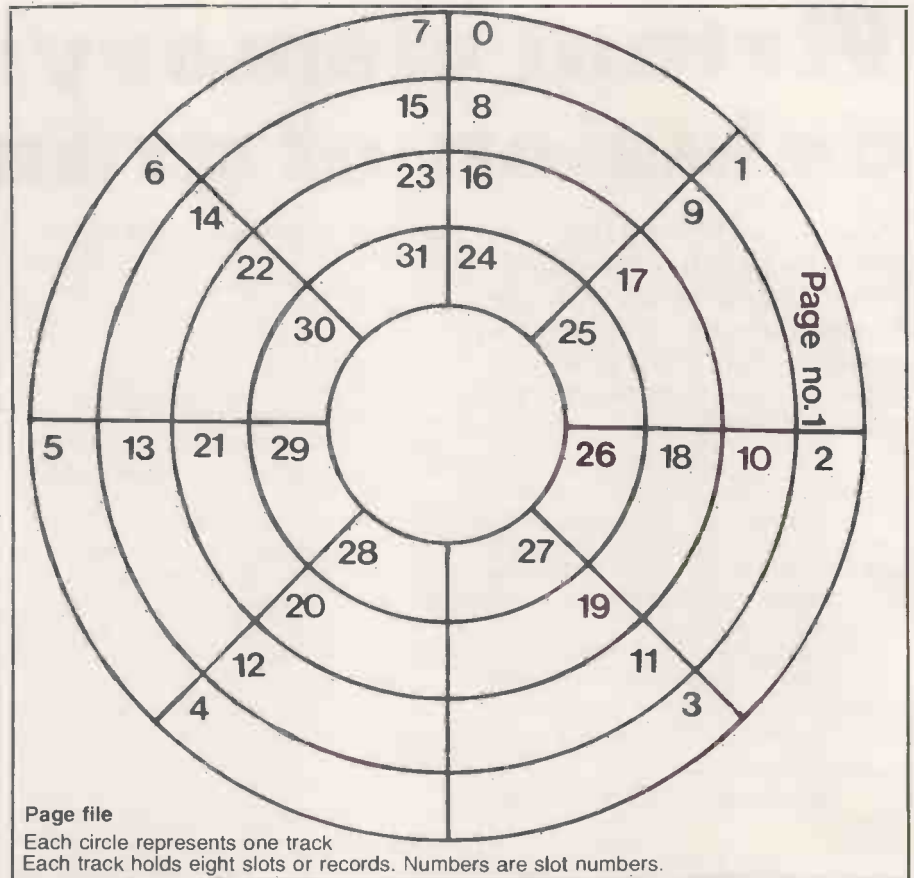 7 0
15 8
6 1
23 16
14 9
31 24
22 17
Page no.1
30 25
5 13 21 29 26 18 10 2
28 27
20 19
12 11
4 3
Page file
Each circle represents one track
Each track holds eight slots or records. Numbers are slot numbers.